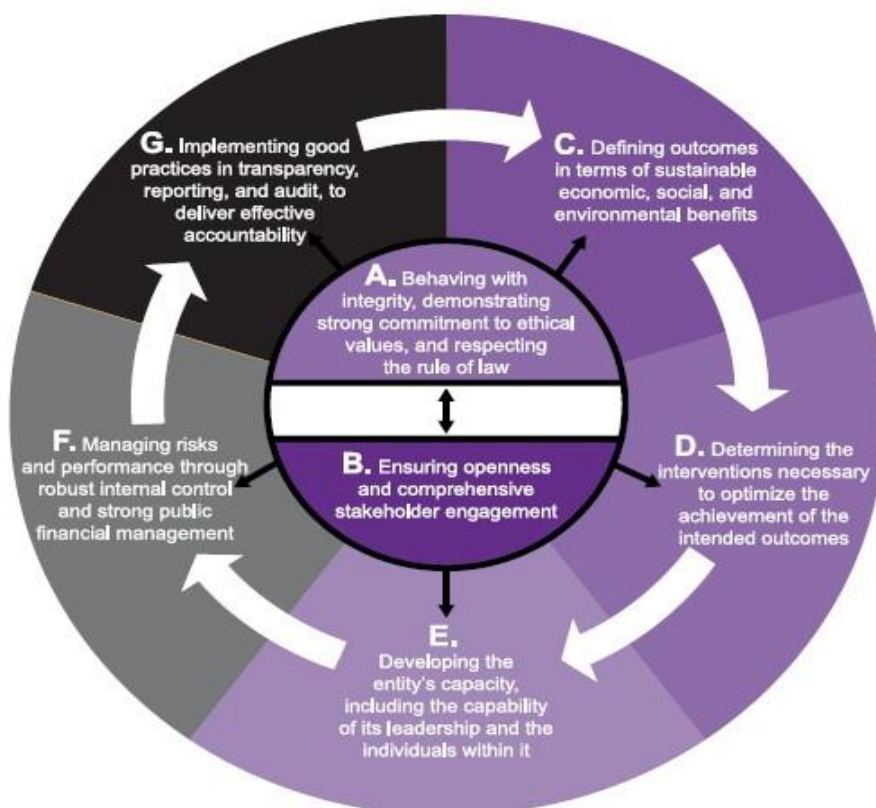 G. Implementing good
practices in transparency,
reporting, and audit, to
deliver effective
accountability
C. Defining outcomes
in terms of sustainable
economic, social, and
environmental benefits
A. Behaving with
integrity, demonstrating
strong commitment to ethical
values, and respecting
the rule of law
B. Ensuring openness
and comprehensive
stakeholder engagement
D. Determining the
interventions necessary
to optimize the
achievement of the
intended outcomes
E.
Developing the
entity's capacity,
including the capability
of its leadership and the
individuals within it
F. Managing risks
and performance through
robust internal control
and strong public
financial management